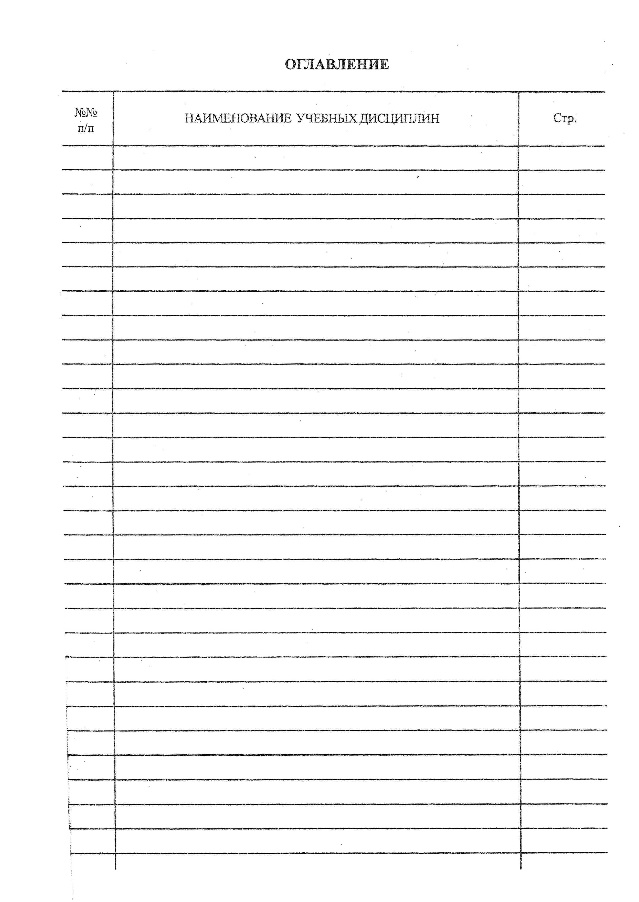 ОГЛАВЛЕНИЕ
№№
п/п
НАИМЕНОВАНИЕ УЧЕБНЫХ ДИСЦИПЛИН
Стр.